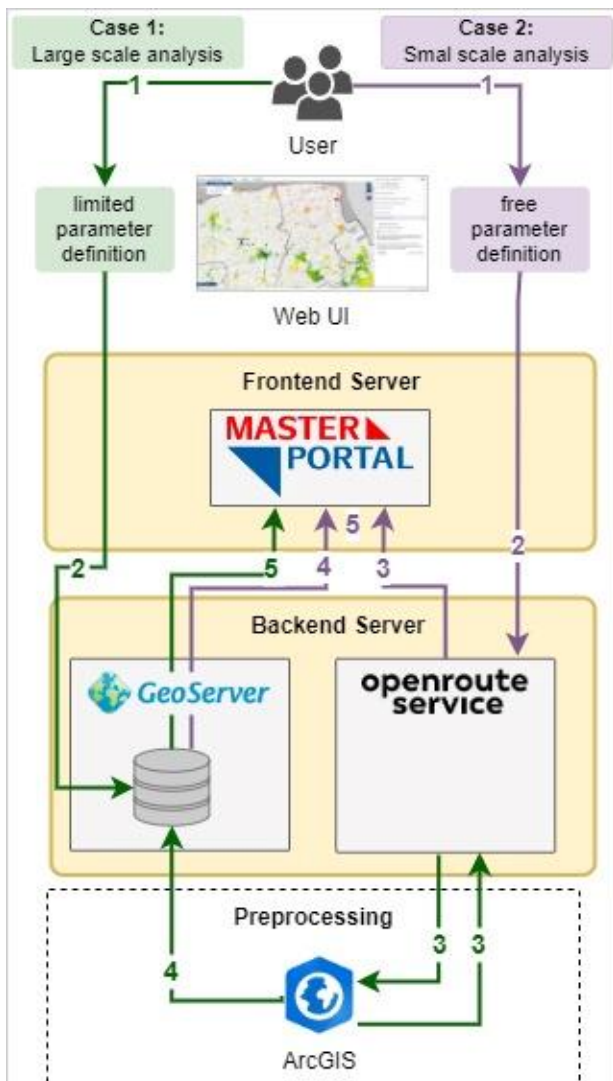 Case 1:
Large scale analysis
Case 2:
Smal scale analysis
1
1
User
limited
parameter
definition
free
parameter
definition
Web UI
Frontend Server
MASTER
PORTAL
2
5
4
5
3
2
Backend Server
GeoServer
openroute
service
Preprocessing
4
3
3
ArcGIS